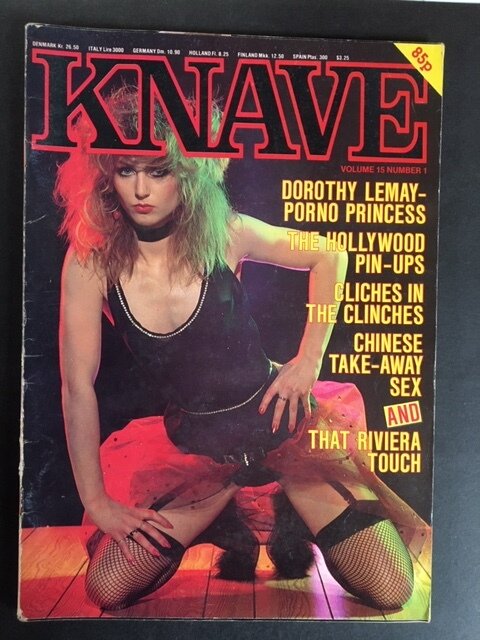 DENMARK Kr. 26.50 ITALY Lire 3000 GERMANY Dm. 10.90 HOLLAND Fl. 8.25 FINLAND Mkk. 12.50 SPAIN Ptas. 300 $3.25
85p
KNAVE
VOLUME 15 NUMBER 1
DOROTHY LEMAY-
PORNO PRINCESS
THE HOLLYWOOD
PIN-UPS
CLICHES IN
THE CLINCHES
CHINESE
TAKE-AWAY
SEX
AND
THAT RIVIERA
TOUCH